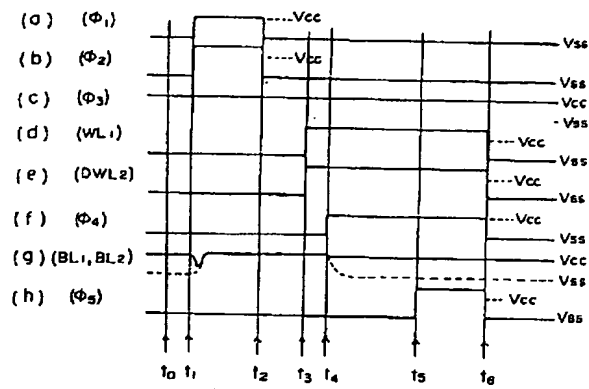 (a) (Φ1) Vcc Vss
(b) (Φ2) Vcc Vss
(c) (Φ3) Vcc Vss
(d) (WL1) Vcc Vss
(e) (DWL2) Vcc Vss
(f) (Φ4) Vcc Vss
(g) (BL1, BL2) Vcc Vss
(h) (Φ5) Vcc Vss
t0 t1 t2 t3 t4 t5 t6